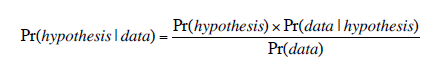 Pr(hypothesis | data) = Pr(hypothesis) × Pr(data | hypothesis) / Pr(data)